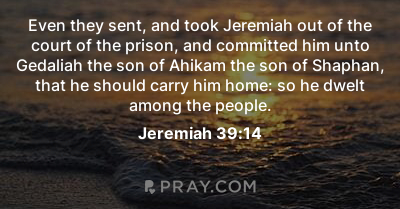 Even they sent, and took Jeremiah out of the
court of the prison, and committed him unto
Gedaliah the son of Ahikam the son of Shaphan,
that he should carry him home: so he dwelt
among the people.
Jeremiah 39:14
PRAY.COM